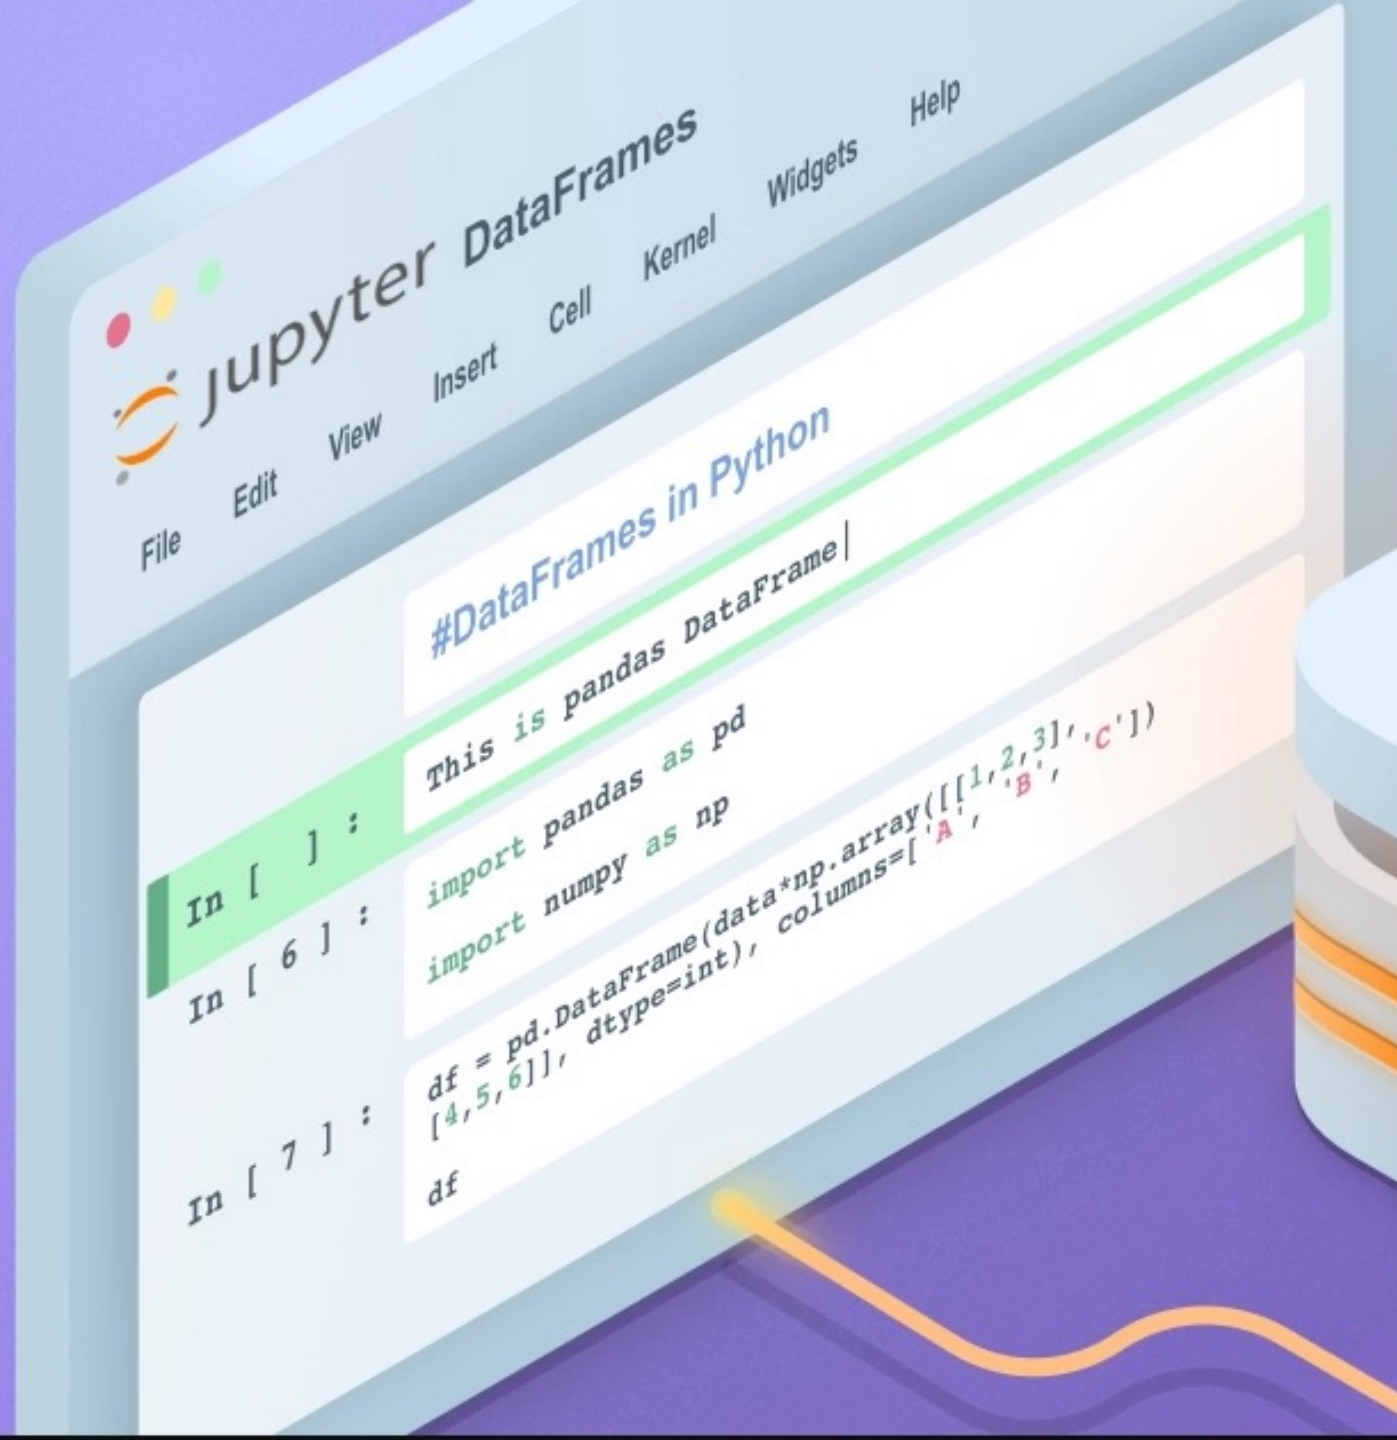 jupyter DataFrames
File Edit View Insert Cell Kernel Widgets Help
#DataFrames in Python
In [ ] : This is pandas DataFrame|
In [ 6 ] : import pandas as pd
import numpy as np
In [ 7 ] : df = pd.DataFrame(data*np.array([[1,2,3],
[4,5,6]], dtype=int), columns=['A', 'B', 'C'])
df